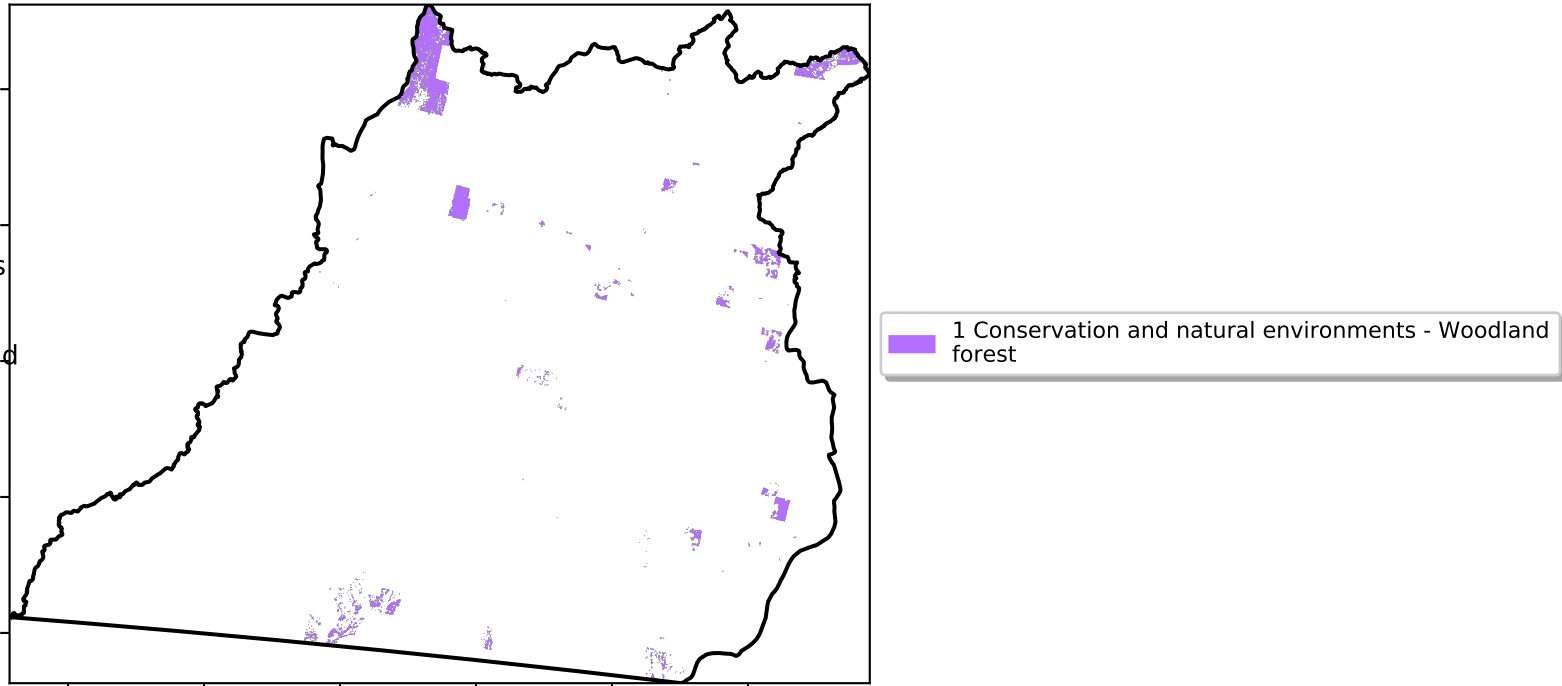 s
d
1 Conservation and natural environments - Woodland
forest